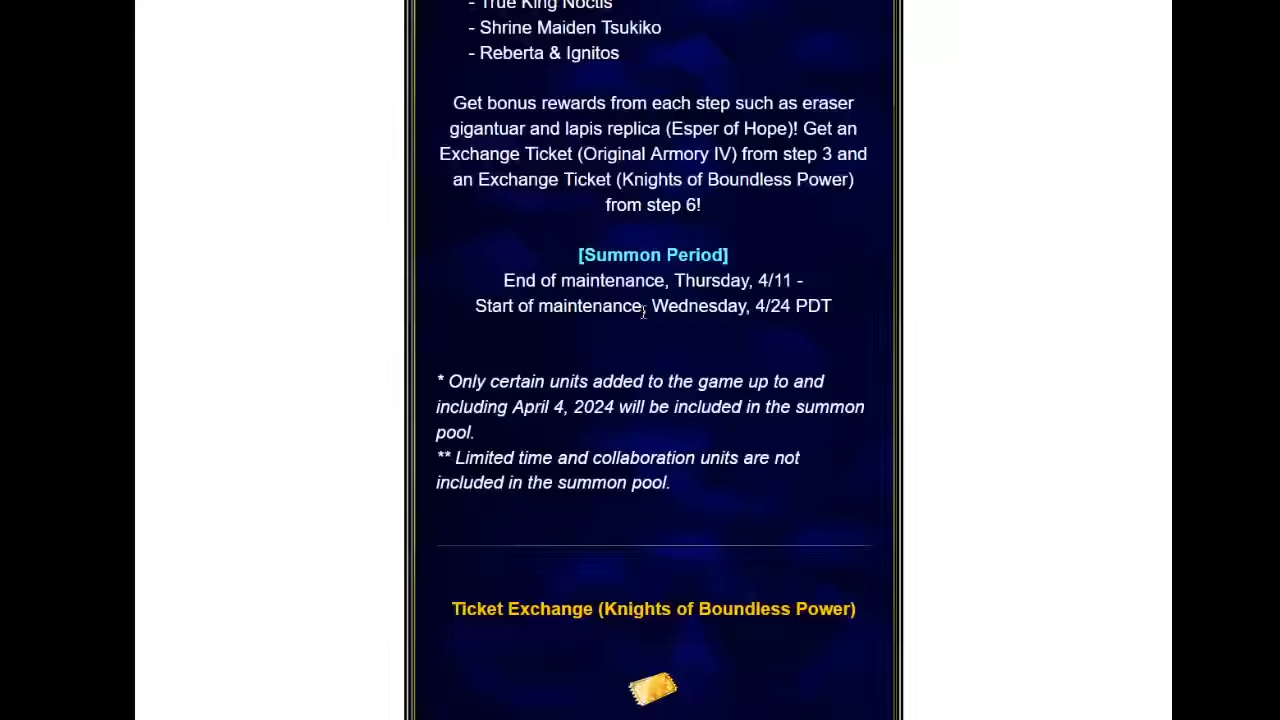 - True King Noctis
- Shrine Maiden Tsukiko
- Reberta & Ignitos
Get bonus rewards from each step such as eraser
gigantuar and lapis replica (Esper of Hope)! Get an
Exchange Ticket (Original Armory IV) from step 3 and
an Exchange Ticket (Knights of Boundless Power)
from step 6!
[Summon Period]
End of maintenance, Thursday, 4/11 -
Start of maintenance, Wednesday, 4/24 PDT
* Only certain units added to the game up to and
including April 4, 2024 will be included in the summon
pool.
** Limited time and collaboration units are not
included in the summon pool.
Ticket Exchange (Knights of Boundless Power)